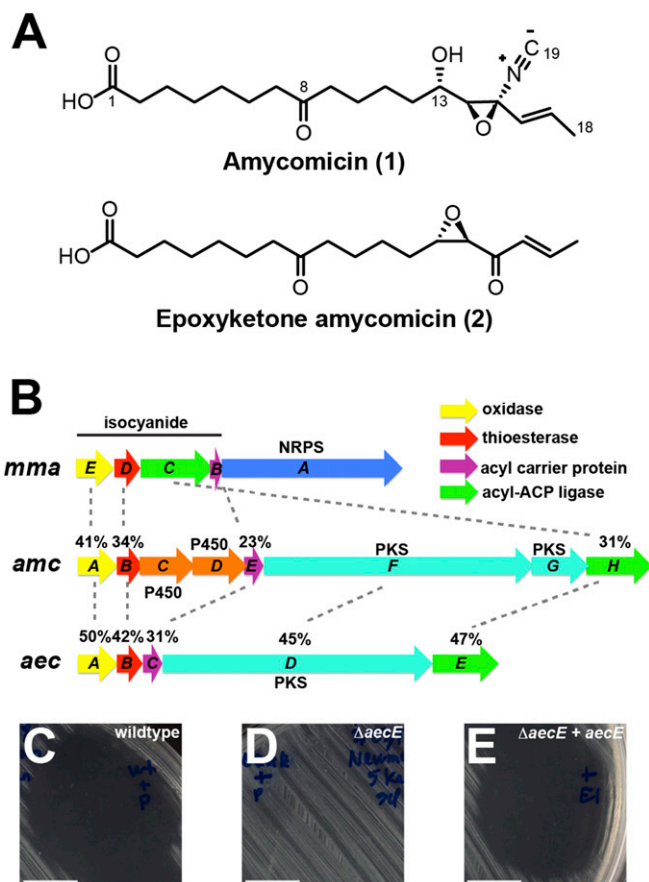 A
O
HO
1
8
O
OH
13
- C 19
+ N
O
18
Amycomicin (1)
O
HO
O
O
O
Epoxyketone amycomicin (2)
B
isocyanide
NRPS
oxidase
thioesterase
acyl carrier protein
acyl-ACP ligase
mma E D C B A
41% 34% P450 23% PKS PKS 31%
amc A B C D E F G H
P450
50% 42% 31% 45% 47%
aec A B C D E
PKS
C wildtype
wt
+
P
D ΔaecE
+
P
E ΔaecE + aecE
+
E1